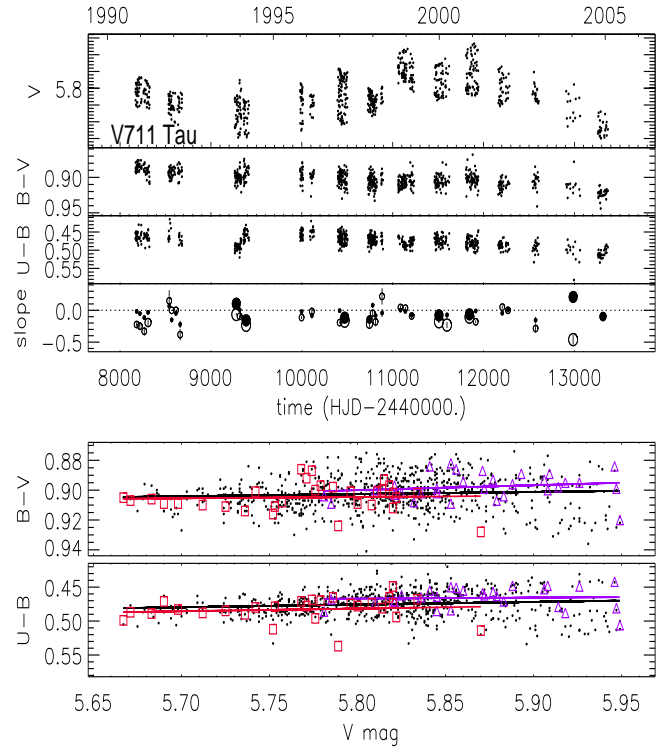 1990 1995 2000 2005
V
5.8
V711 Tau
B-V
0.90
0.95
U-B
0.45
0.50
0.55
slope
0.0
-0.5
8000 9000 10000 11000 12000 13000
time (HJD-2440000.)
B-V
0.88
0.90
0.92
0.94
U-B
0.45
0.50
0.55
5.65 5.70 5.75 5.80 5.85 5.90 5.95
V mag